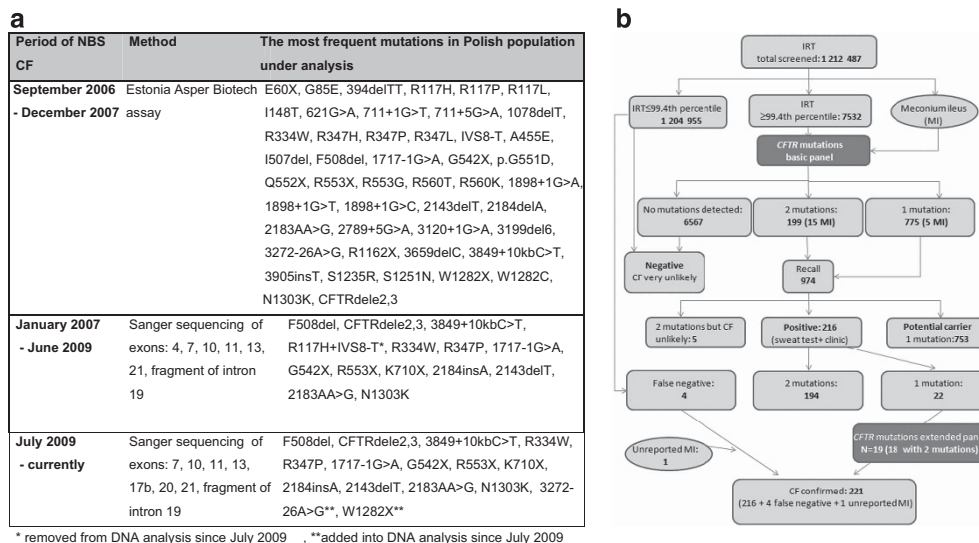 a
Period of NBS CF Method The most frequent mutations in Polish population under analysis
September 2006 - December 2007
Estonia Asper Biotech assay
E60X, G85E, 394delTT, R117H, R117P, R117L,
I148T, 621G>A, 711+1G>T, 711+5G>A, 1078delT,
R334W, R347H, R347P, R347L, IVS8-T, A455E,
I507del, F508del, 1717-1G>A, G542X, p.G551D,
Q552X, R553X, R553G, R560T, R560K, 1898+1G>A,
1898+1G>T, 1898+1G>C, 2143delT, 2184delA,
2183AA>G, 2789+5G>A, 3120+1G>A, 3199del6,
3272-26A>G, R1162X, 3659delC, 3849+10kbC>T,
3905insT, S1235R, S1251N, W1282X, W1282C,
N1303K, CFTRdele2,3
January 2007 - June 2009
Sanger sequencing of exons: 4, 7, 10, 11, 13, 21, fragment of intron 19
F508del, CFTRdele2,3, 3849+10kbC>T,
R117H+IVS8-T*, R334W, R347P, 1717-1G>A,
G542X, R553X, K710X, 2184insA, 2143delT,
2183AA>G, N1303K
July 2009 - currently
Sanger sequencing of exons: 7, 10, 11, 13, 17b, 20, 21, fragment of intron 19
F508del, CFTRdele2,3, 3849+10kbC>T, R334W,
R347P, 1717-1G>A, G542X, R553X, K710X,
2184insA, 2143delT, 2183AA>G, N1303K, 3272-
26A>G**, W1282X**
* removed from DNA analysis since July 2009 , **added into DNA analysis since July 2009
b
IRT
total screened: 1 212 487
IRT≤99.4th percentile
1 204 955
IRT
≥99.4th percentile: 7532
Meconium ileus
(MI)
CFTR mutations
basic panel
No mutations detected:
6567
2 mutations:
199 (15 MI)
1 mutation:
775 (5 MI)
Negative
CF very unlikely
Recall
974
2 mutations but CF
unlikely: 5
Positive: 216
(sweat test+ clinic)
Potential carrier
1 mutation:753
False negative:
4
2 mutations:
194
1 mutation:
22
Unreported MI:
1
CFTR mutations extended pan
N=19 (18 with 2 mutations)
CF confirmed: 221
(216 + 4 false negative + 1 unreported MI)